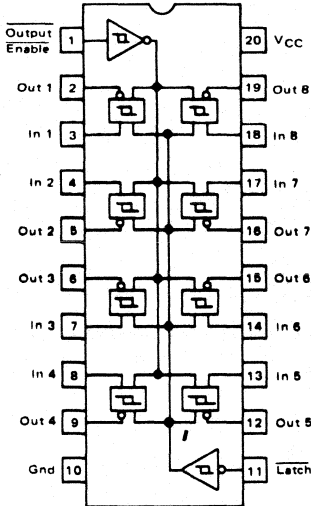 Output
Enable 1 20 VCC
Out 1 2 19 Out 8
In 1 3 18 In 8
In 2 4 17 In 7
Out 2 5 16 Out 7
Out 3 6 15 Out 6
In 3 7 14 In 6
In 4 8 13 In 5
Out 4 9 12 Out 5
Gnd 10 11 Latch